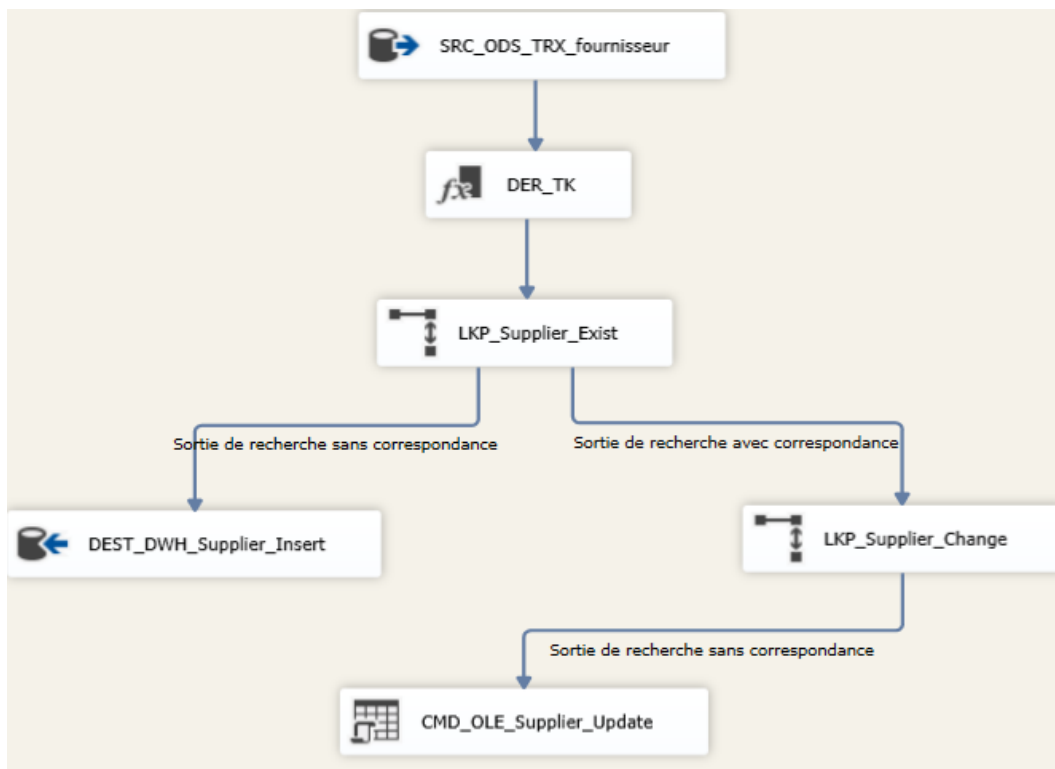 SRC_ODS_TRX_fournisseur
DER_TK
LKP_Supplier_Exist
Sortie de recherche sans correspondance
Sortie de recherche avec correspondance
DEST_DWH_Supplier_Insert
LKP_Supplier_Change
Sortie de recherche sans correspondance
CMD_OLE_Supplier_Update